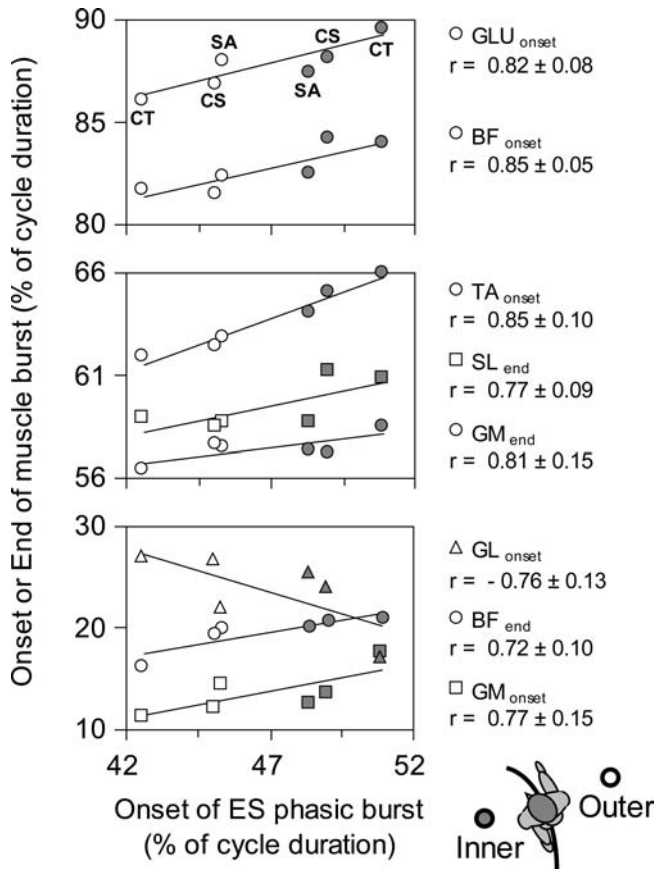 Onset or End of muscle burst (% of cycle duration)
90
85
80
CT
CS
SA
SA
CS
CT
GLU onset
r = 0.82 ± 0.08
BF onset
r = 0.85 ± 0.05
66
61
56
TA onset
r = 0.85 ± 0.10
SL end
r = 0.77 ± 0.09
GM end
r = 0.81 ± 0.15
30
20
10
GL onset
r = - 0.76 ± 0.13
BF end
r = 0.72 ± 0.10
GM onset
r = 0.77 ± 0.15
42 47 52
Onset of ES phasic burst
(% of cycle duration)
Inner
Outer